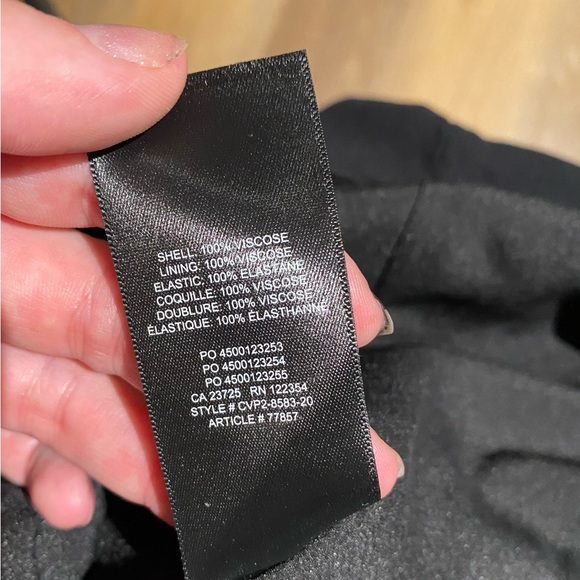 SHELL: 100% VISCOSE
LINING: 100% VISCOSE
ELASTIC: 100% ELASTANE
COQUILLE: 100% VISCOSE
DOUBLURE: 100% VISCOSE
ÉLASTIQUE: 100% ÉLASTHANNE
PO 4500123253
PO 4500123254
PO 4500123255
CA 23725 RN 122354
STYLE # CVP2-8583-20
ARTICLE # 77857